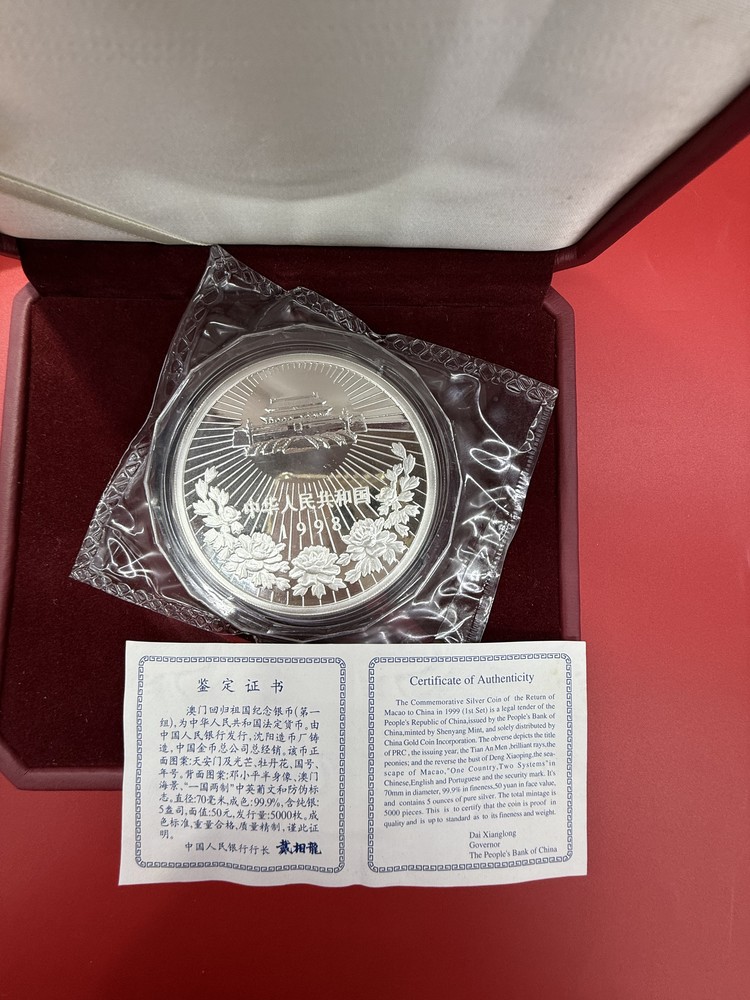 中华人民共和国
1998
鉴定证书
澳门回归祖国纪念银币(第一
组),为中华人民共和国法定货币。由
中国人民银行发行,沈阳造币厂铸
造,中国金币总公司总经销。该币正
面图案:天安门及光芒、牡丹花、国号、
年号。背面图案:邓小平半身像、澳门
海景、“一国两制”中英葡文和防伪标
志。直径:70毫米,成色:99.9%,含纯银:
5盎司,面值:50元,发行量:5000枚。成
色标准,重量合格,质量精制,谨此证
明。
中国人民银行行长 戴相龍
Certificate of Authenticity
The Commemorative Silver Coin of the Return of
Macao to China in 1999 (1st Set) is a legal tender of the
People's Republic of China,issued by the People's Bank of
China,minted by Shenyang Mint, and solely distributed by
China Gold Coin Incorporation. The obverse depicts the title
of PRC , the issuing year, the Tian An Men ,brilliant rays,the
peonies; and the reverse the bust of Deng Xiaoping,the sea-
scape of Macao,"One Country,Two Systems"in
Chinese,English and Portuguese and the security mark. It's
70mm in diameter, 99.9% in fineness,50 yuan in face value,
and contains 5 ounces of pure silver. The total mintage is
5000 pieces. This is to certify that the coin is proof in
quality and is up to standard as to its fineness and weight.
Dai Xianglong
Governor
The People's Bank of China